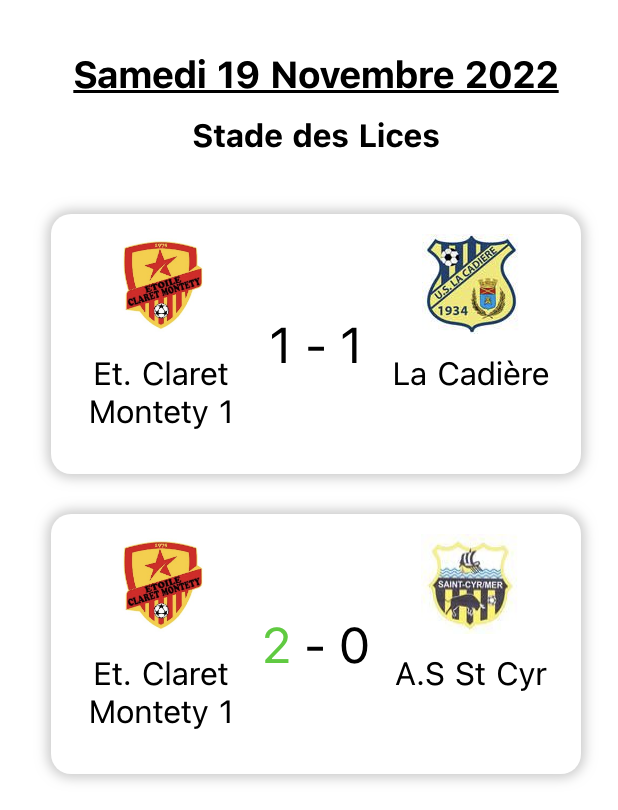 Samedi 19 Novembre 2022
Stade des Lices
1974
ETOILE
CLARET MONTETY
U.S. LA CADIERE
1934
1 - 1
Et. Claret
Montety 1
La Cadière
1974
ETOILE
CLARET MONTETY
SAINT-CYR/MER
2 - 0
Et. Claret
Montety 1
A.S St Cyr